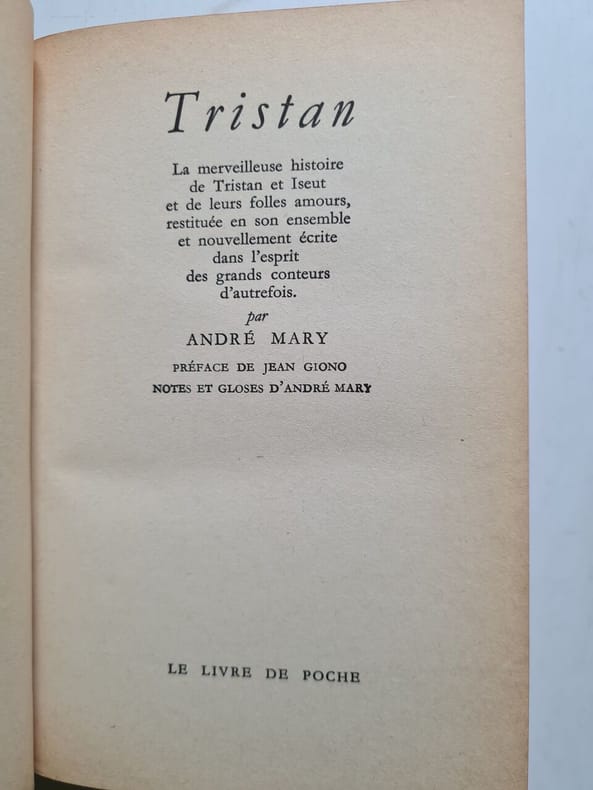 Tristan
La merveilleuse histoire
de Tristan et Iseut
et de leurs folles amours,
restituée en son ensemble
et nouvellement écrite
dans l'esprit
des grands conteurs
d'autrefois.
par
ANDRÉ MARY
PRÉFACE DE JEAN GIONO
NOTES ET GLOSES D'ANDRÉ MARY
LE LIVRE DE POCHE